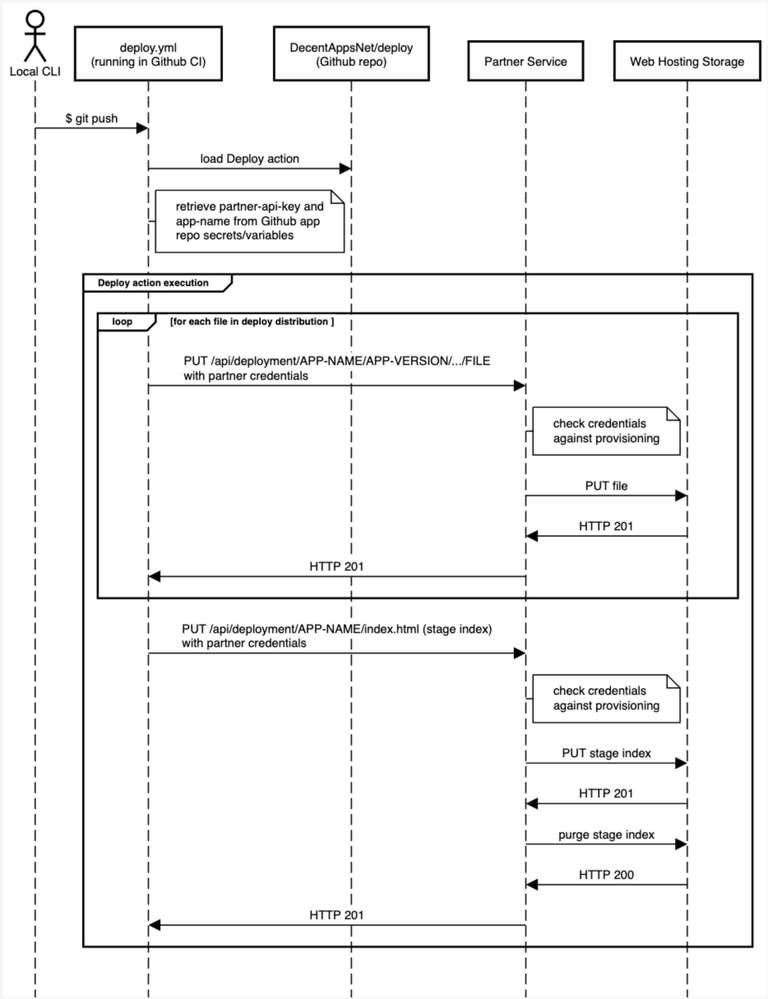 Local CLI
deploy.yml
(running in Github CI)
DecentAppsNet/deploy
(Github repo)
Partner Service
Web Hosting Storage
$ git push
load Deploy action
retrieve partner-api-key and
app-name from Github app
repo secrets/variables
Deploy action execution
loop
[for each file in deploy distribution ]
PUT /api/deployment/APP-NAME/APP-VERSION/.../FILE
with partner credentials
check credentials
against provisioning
PUT file
HTTP 201
HTTP 201
PUT /api/deployment/APP-NAME/index.html (stage index)
with partner credentials
check credentials
against provisioning
PUT stage index
HTTP 201
purge stage index
HTTP 200
HTTP 201